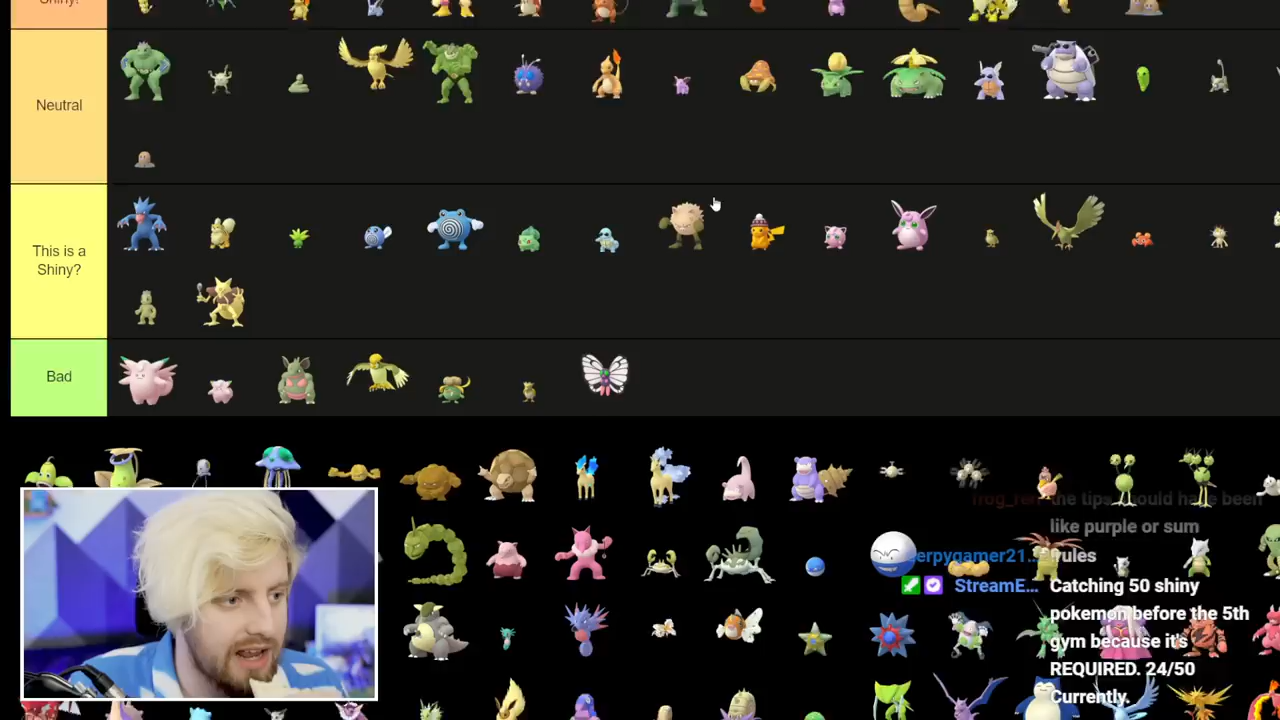 Shiny?
Neutral
This is a
Shiny?
Bad
the tips should have been
like purple or sum
erpygamer21... rules
StreamE... Catching 50 shiny
pokemon before the 5th
gym because it's
REQUIRED. 24/50
Currently.